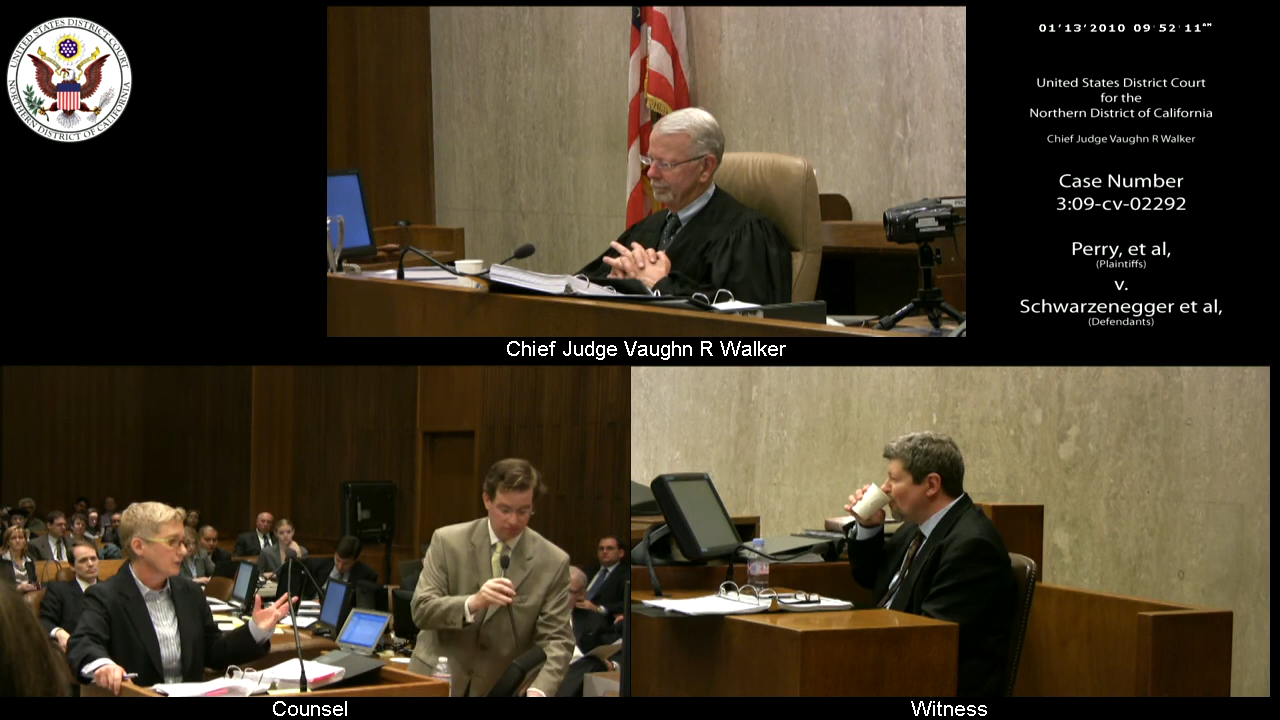 UNITED STATES DISTRICT COURT
NORTHERN DISTRICT OF CALIFORNIA
01'13'2010 09 52 11AM
United States District Court
for the
Northern District of California
Chief Judge Vaughn R Walker
Case Number
3:09-cv-02292
Perry, et al,
(Plaintiffs)
v.
Schwarzenegger et al,
(Defendants)
Chief Judge Vaughn R Walker
Counsel
Witness